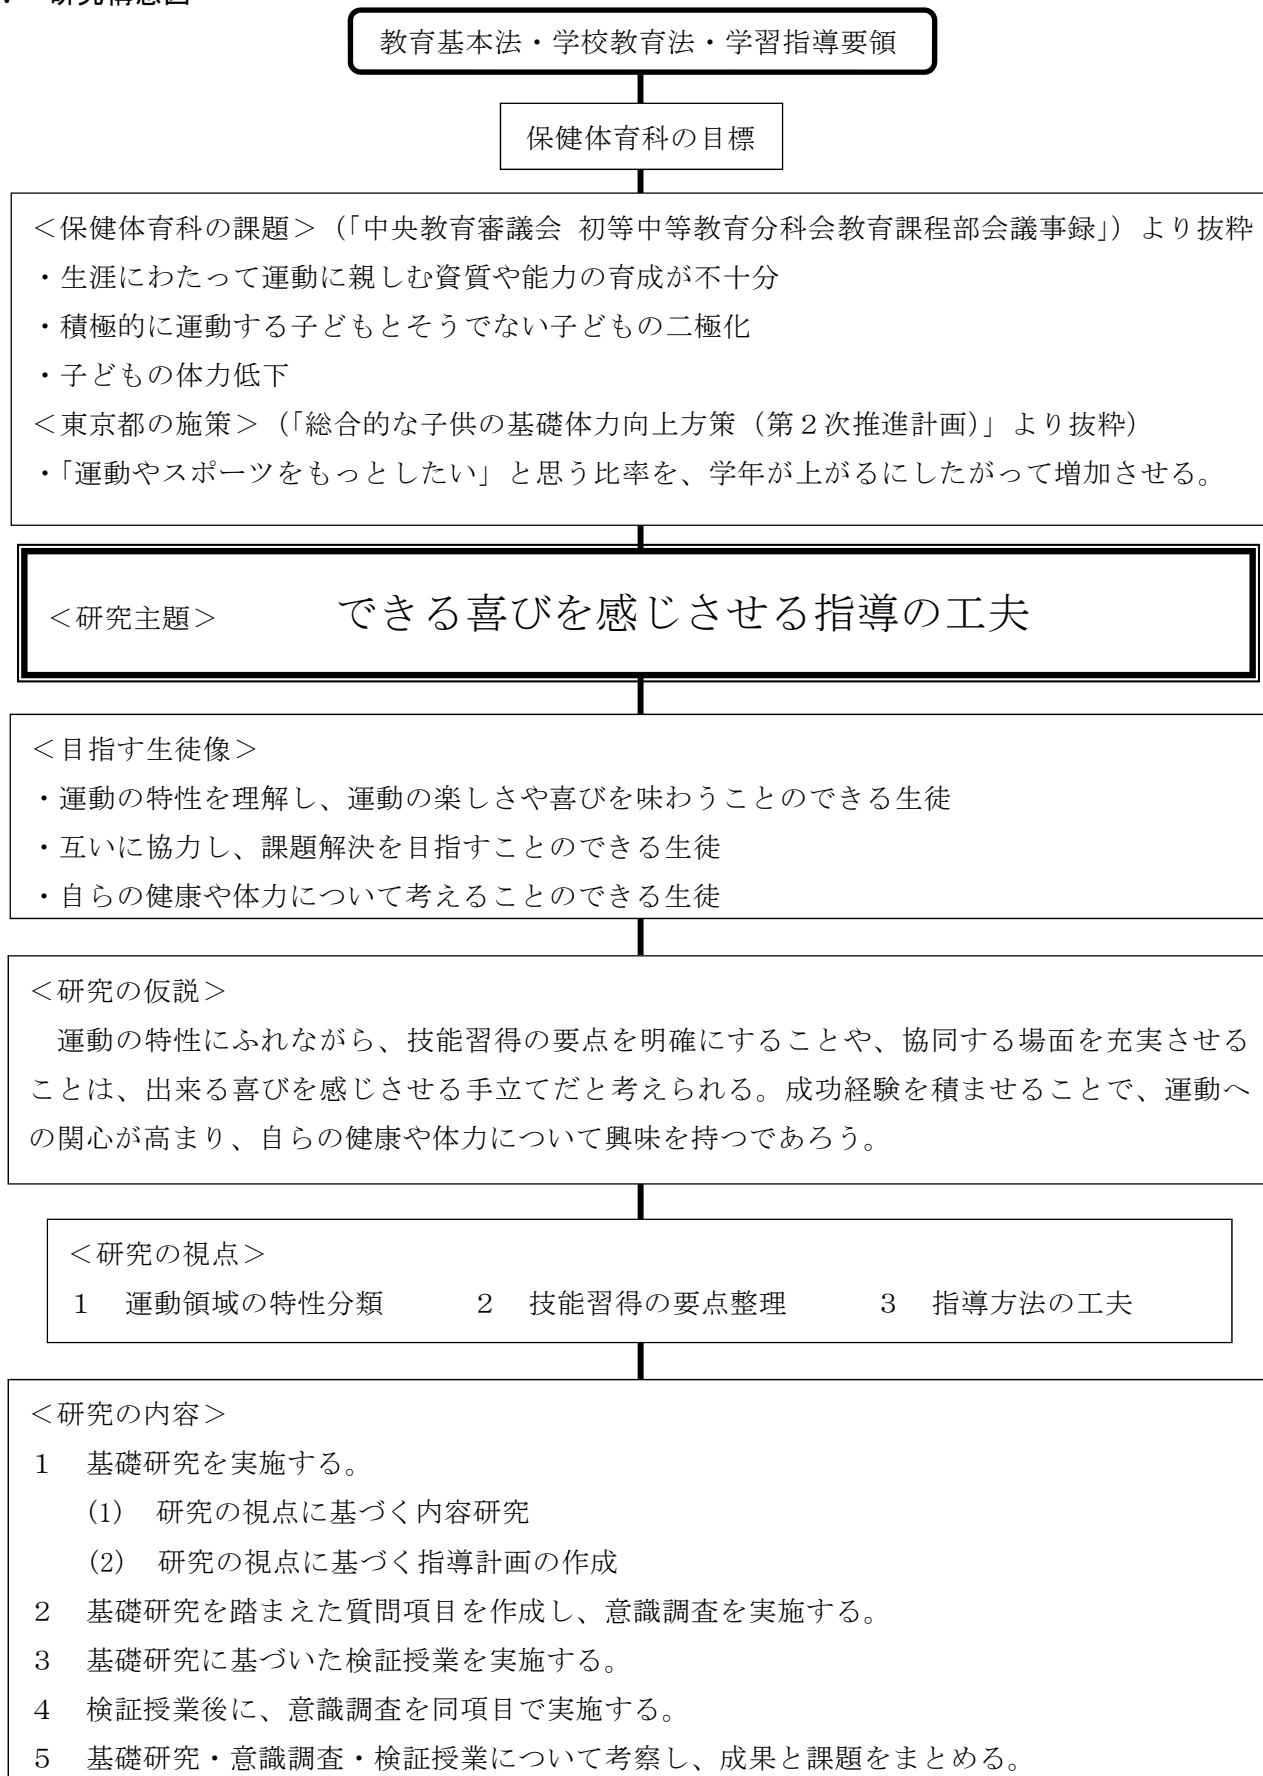 教育基本法・学校教育法・学習指導要領
保健体育科の目標
＜保健体育科の課題＞（「中央教育審議会 初等中等教育分科会教育課程部会議事録」）より抜粋
・生涯にわたって運動に親しむ資質や能力の育成が不十分
・積極的に運動する子どもとそうでない子どもの二極化
・子どもの体力低下
＜東京都の施策＞（「総合的な子供の基礎体力向上方策（第２次推進計画）」より抜粋）
・「運動やスポーツをもっとしたい」と思う比率を、学年が上がるにしたがって増加させる。
＜研究主題＞ できる喜びを感じさせる指導の工夫
＜目指す生徒像＞
・運動の特性を理解し、運動の楽しさや喜びを味わうことのできる生徒
・互いに協力し、課題解決を目指すことのできる生徒
・自らの健康や体力について考えることのできる生徒
＜研究の仮説＞
運動の特性にふれながら、技能習得の要点を明確にすることや、協同する場面を充実させる
ことは、出来る喜びを感じさせる手立てだと考えられる。成功経験を積ませることで、運動へ
の関心が高まり、自らの健康や体力について興味を持つであろう。
＜研究の視点＞
１　運動領域の特性分類　　２　技能習得の要点整理　　３　指導方法の工夫
＜研究の内容＞
１　基礎研究を実施する。
(1)　研究の視点に基づく内容研究
(2)　研究の視点に基づく指導計画の作成
２　基礎研究を踏まえた質問項目を作成し、意識調査を実施する。
３　基礎研究に基づいた検証授業を実施する。
４　検証授業後に、意識調査を同項目で実施する。
５　基礎研究・意識調査・検証授業について考察し、成果と課題をまとめる。